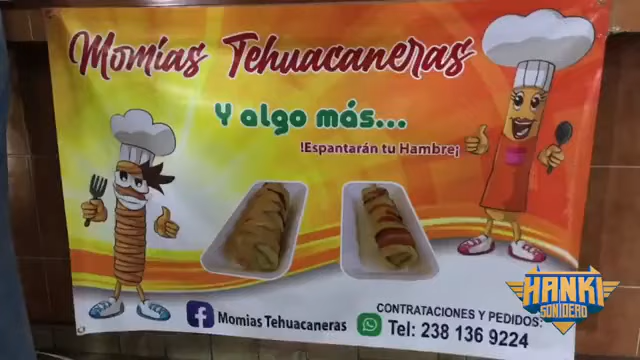 Momias Tehuacaneras
Y algo más...
!Espantarán tu Hambre¡
CONTRATACIONES Y PEDIDOS:
Momias Tehuacaneras
Tel: 238 136 9224
HANKI
SONIDERO